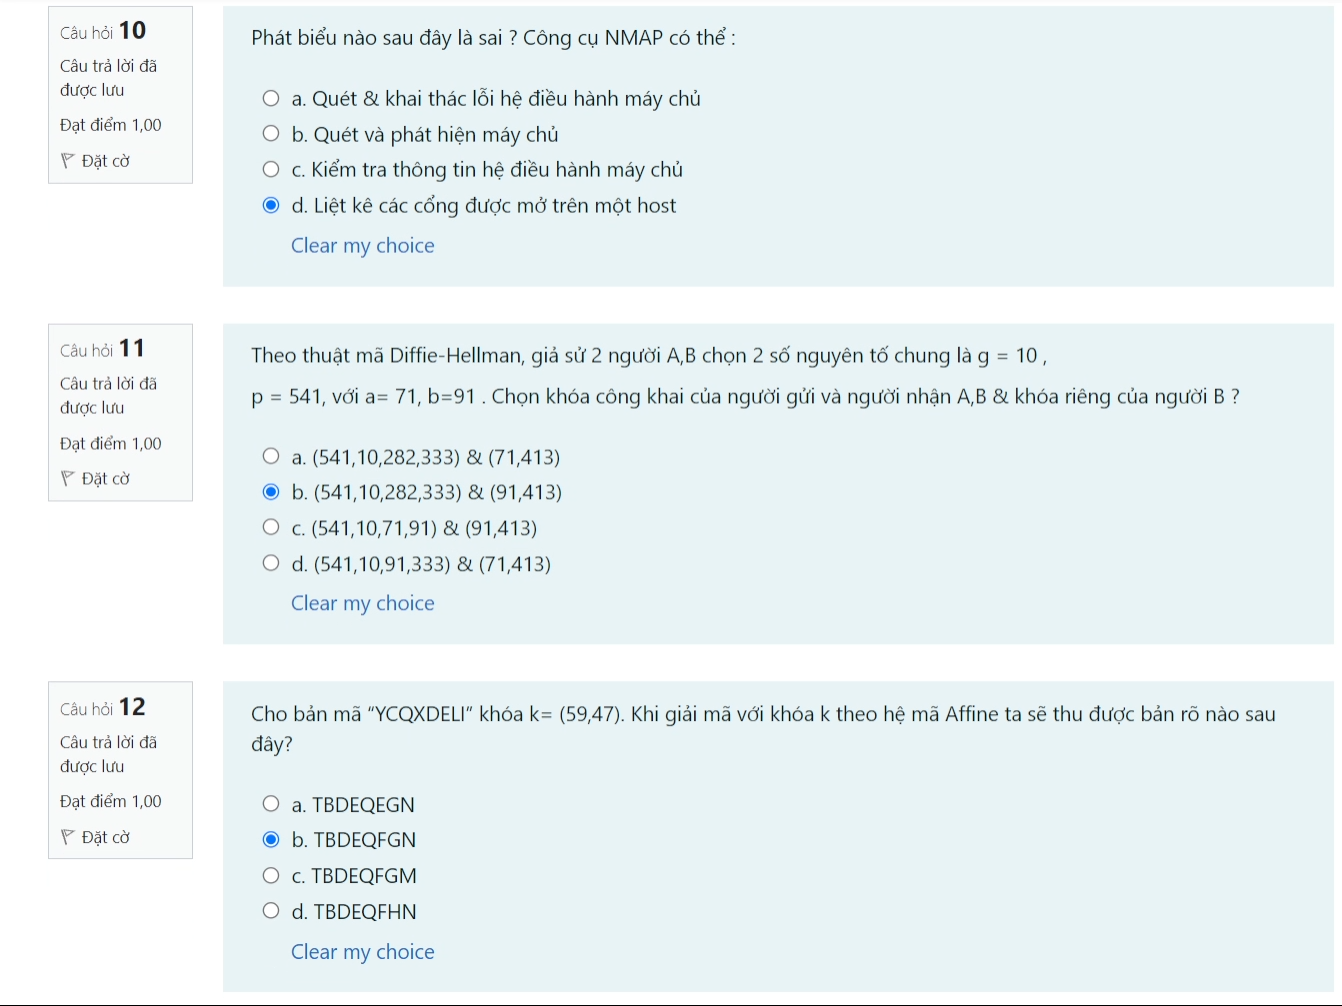 Câu hỏi 10
Câu trả lời đã
được lưu
Đạt điểm 1,00
Đặt cờ
Phát biểu nào sau đây là sai ? Công cụ NMAP có thể :
a. Quét & khai thác lỗi hệ điều hành máy chủ
b. Quét và phát hiện máy chủ
c. Kiểm tra thông tin hệ điều hành máy chủ
d. Liệt kê các cổng được mở trên một host
Clear my choice
Câu hỏi 11
Câu trả lời đã
được lưu
Đạt điểm 1,00
Đặt cờ
Theo thuật mã Diffie-Hellman, giả sử 2 người A,B chọn 2 số nguyên tố chung là g = 10 ,
p = 541, với a= 71, b=91 . Chọn khóa công khai của người gửi và người nhận A,B & khóa riêng của người B ?
a. (541,10,282,333) & (71,413)
b. (541,10,282,333) & (91,413)
c. (541,10,71,91) & (91,413)
d. (541,10,91,333) & (71,413)
Clear my choice
Câu hỏi 12
Câu trả lời đã
được lưu
Đạt điểm 1,00
Đặt cờ
Cho bản mã “YCQXDELI” khóa k= (59,47). Khi giải mã với khóa k theo hệ mã Affine ta sẽ thu được bản rõ nào sau
đây?
a. TBDEQEGN
b. TBDEQFGN
c. TBDEQFGM
d. TBDEQFHN
Clear my choice